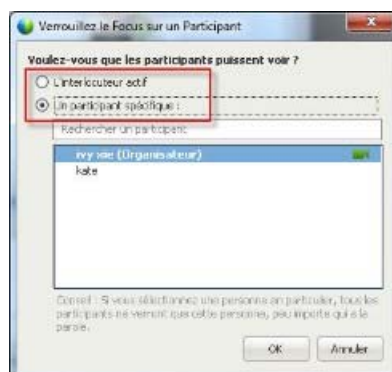 Verrouillez le Focus sur un Participant
Voulez-vous que les participants puissent voir ?
L'interlocuteur actif
Un participant spécifique :
Rechercher un participant
ivy xie (Organisateur)
kate
Conseil : Si vous sélectionnez une personne en particulier, tous les
participants ne verront que cette personne, peu importe qui a la
parole.
OK
Annuler